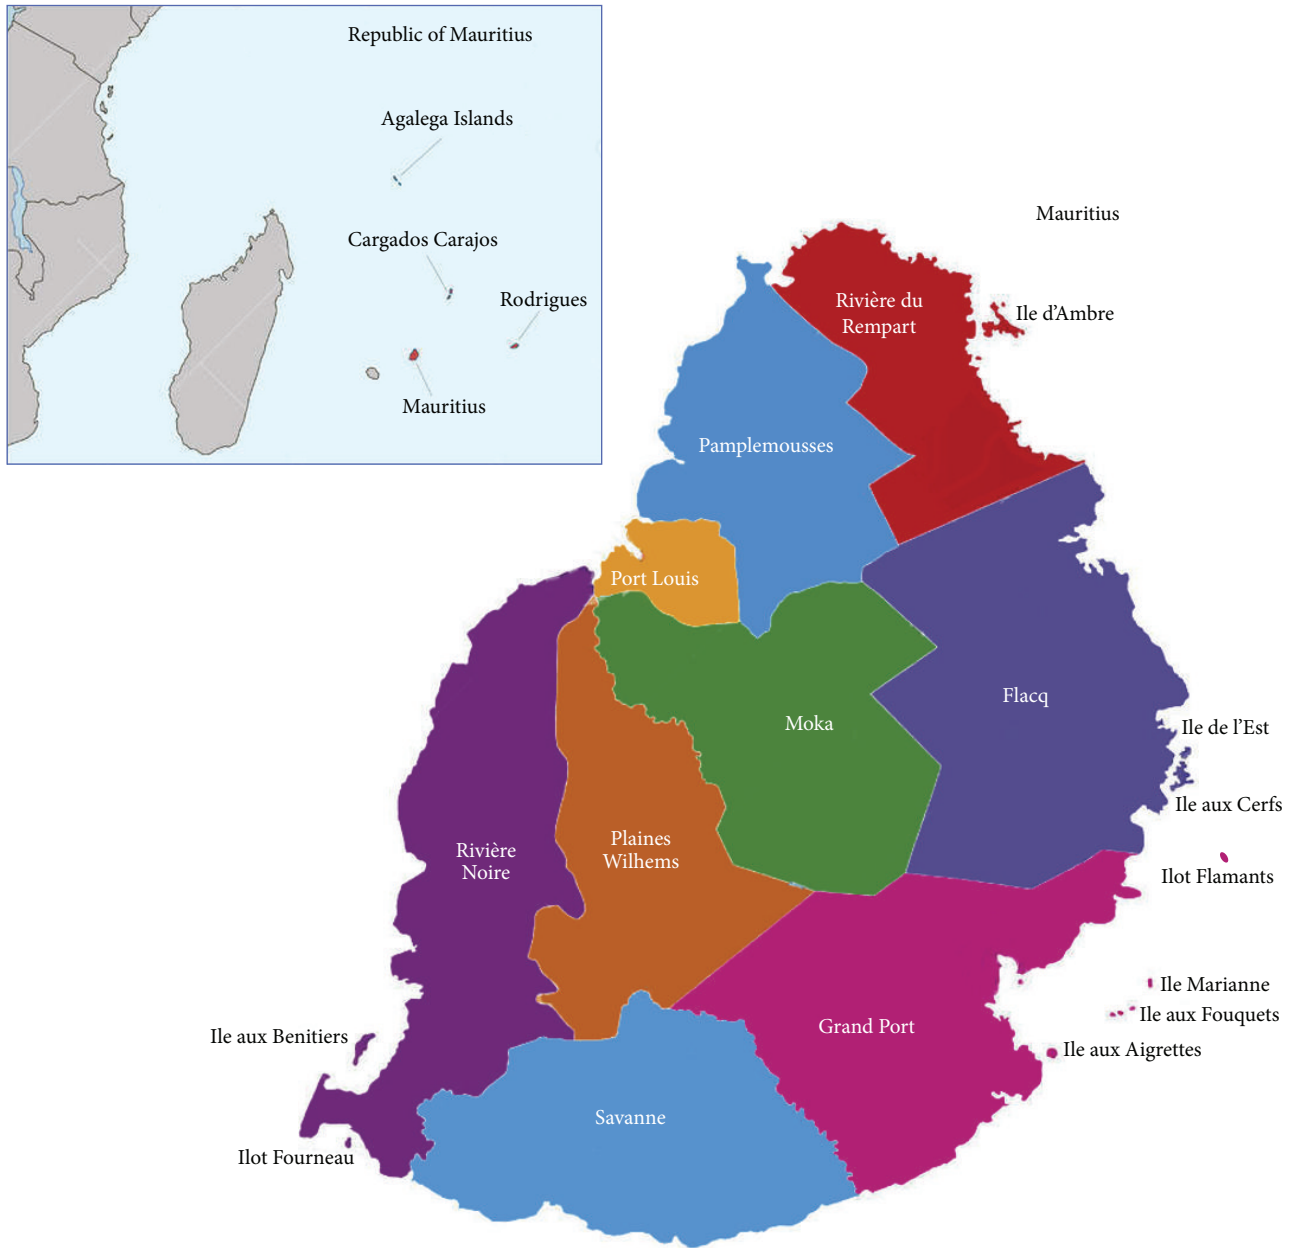 Republic of Mauritius
Agalega Islands
Cargados Carajos
Rodrigues
Mauritius
Mauritius
Rivière du
Rempart
Ile d’Ambre
Pamplemousses
Port Louis
Flacq
Moka
Ile de l’Est
Ile aux Cerfs
Plaines
Wilhems
Rivière
Noire
Ilot Flamants
Ile Marianne
Ile aux Fouquets
Grand Port
Ile aux Benitiers
Ile aux Aigrettes
Savanne
Ilot Fourneau